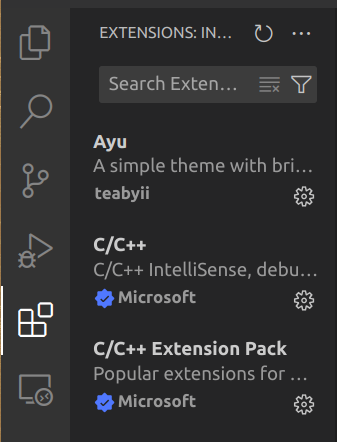 EXTENSIONS: IN...
Search Exten...
Ayu
A simple theme with bri...
teabyii
C/C++
C/C++ IntelliSense, debu...
Microsoft
C/C++ Extension Pack
Popular extensions for ...
Microsoft